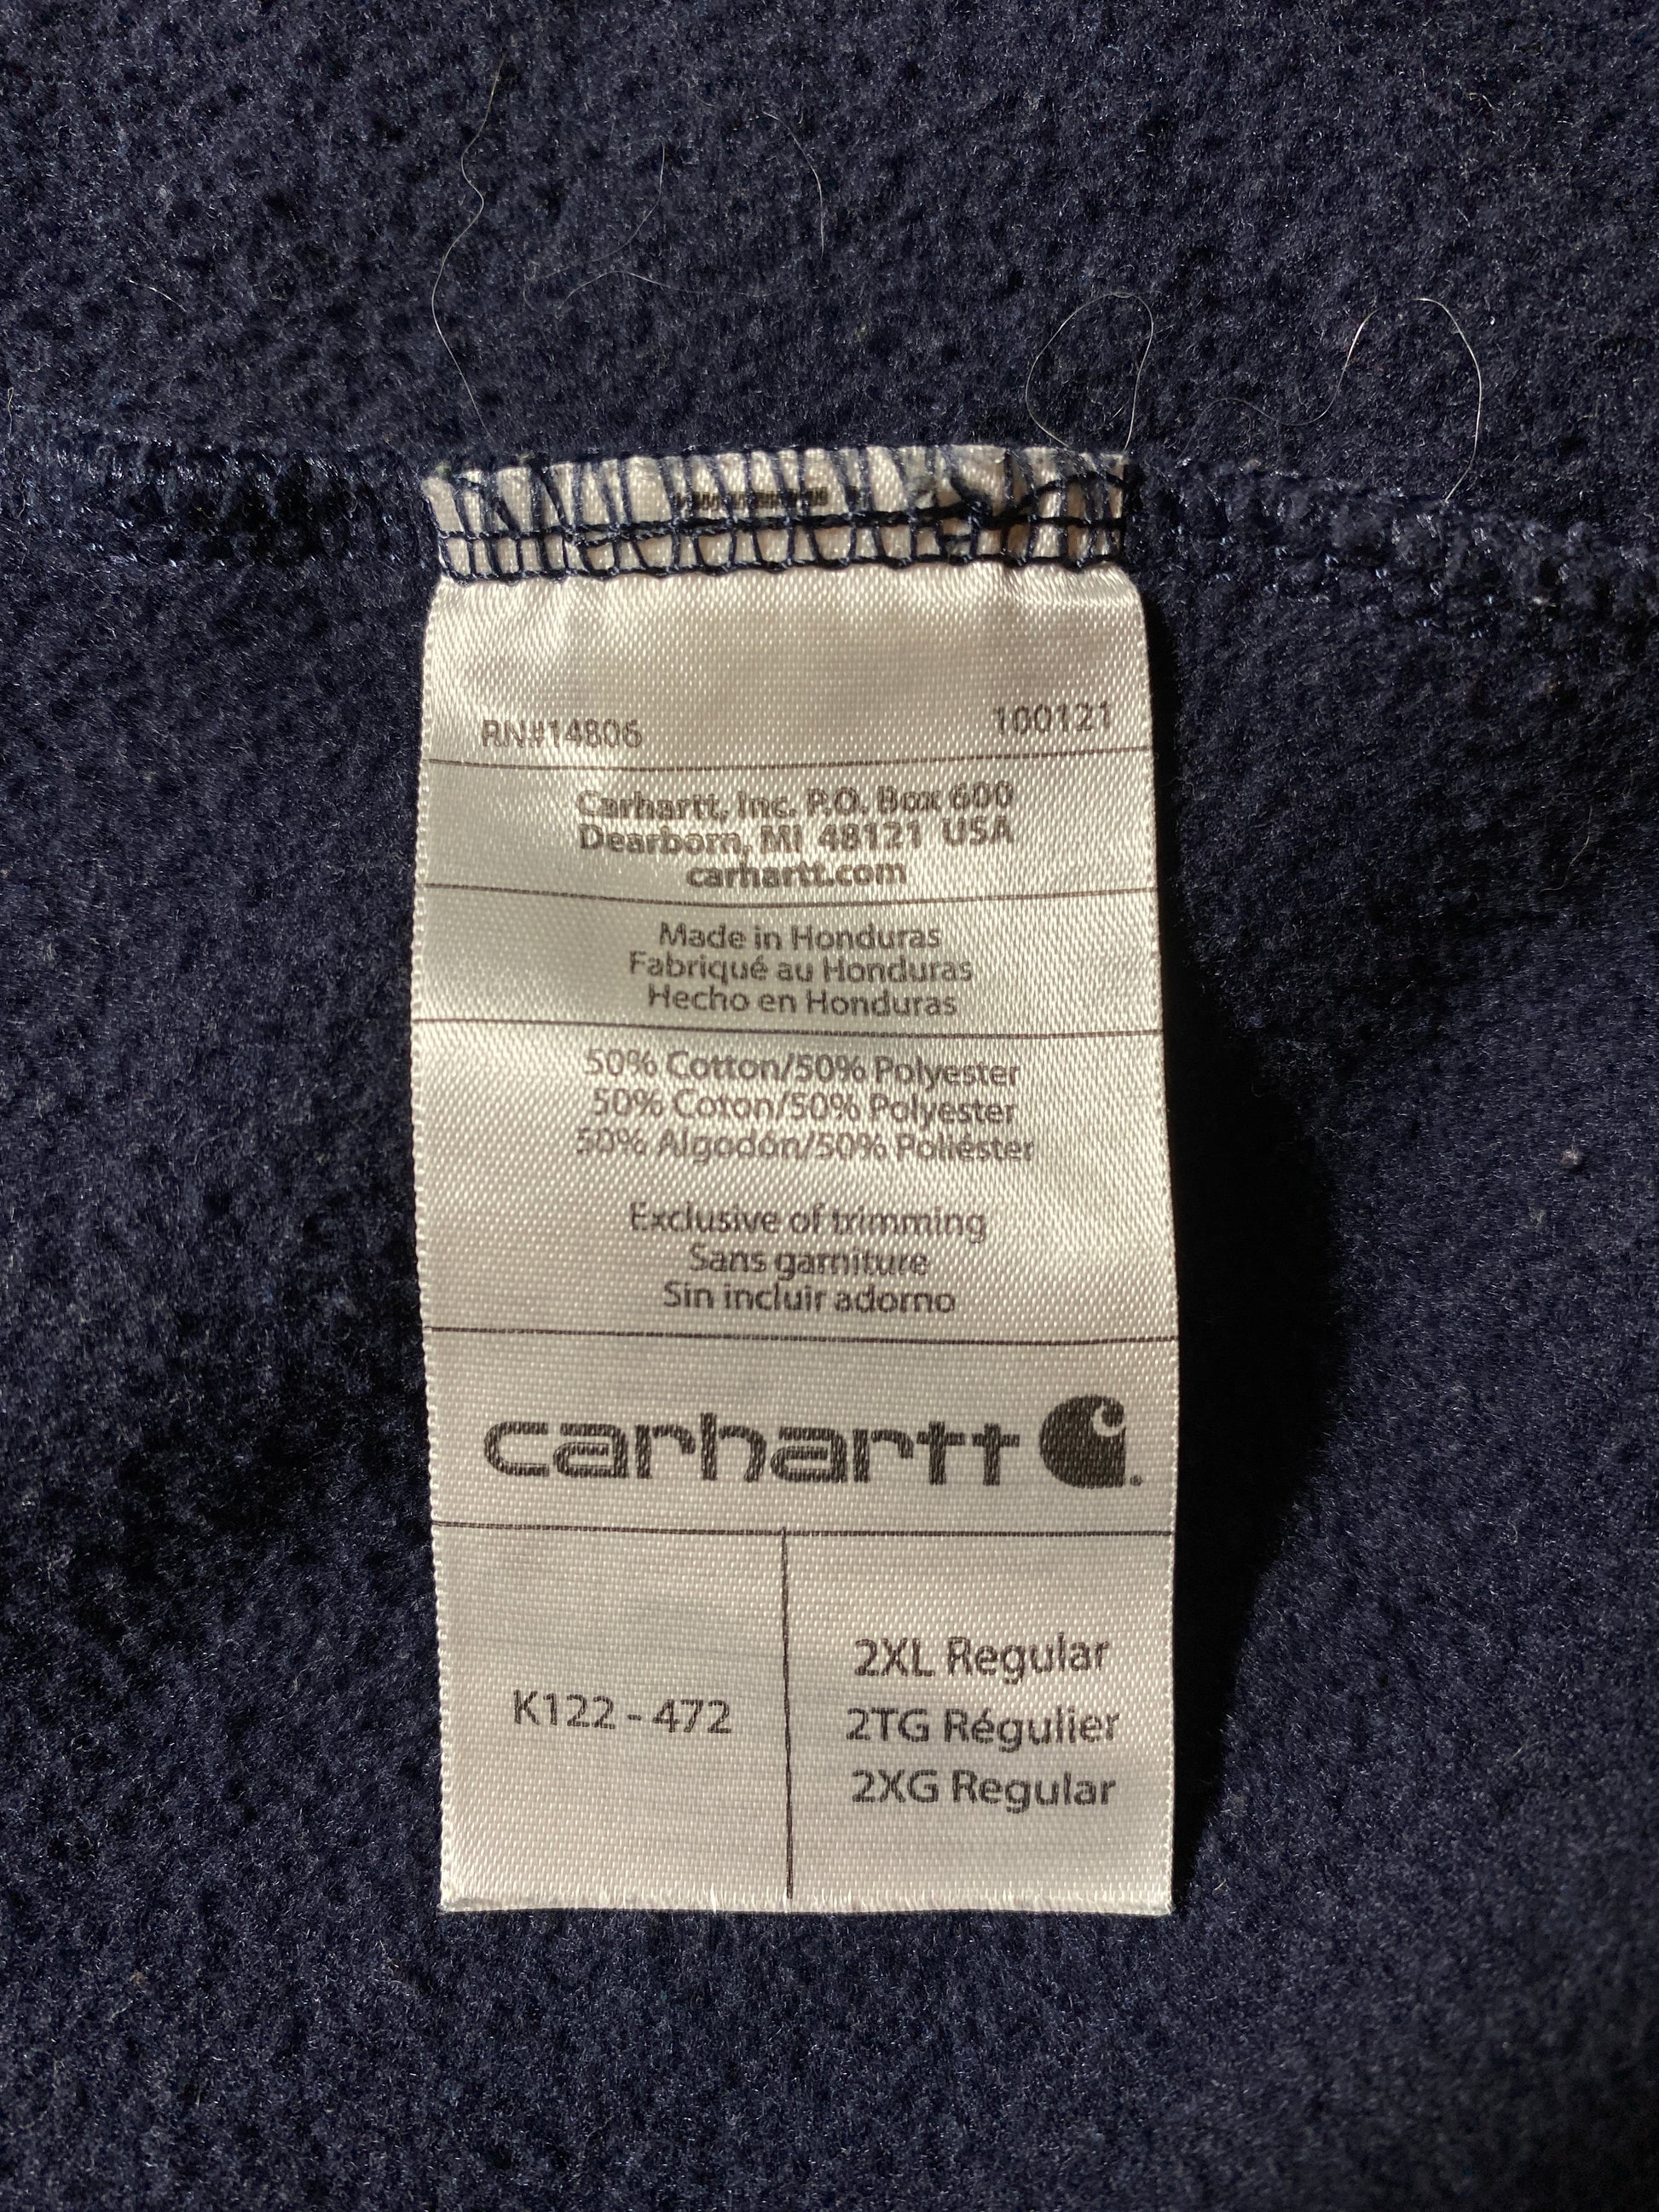 RN#14806 100121
Carhartt, Inc. P.O. Box 600
Dearborn, MI 48121 USA
carhartt.com
Made in Honduras
Fabriqué au Honduras
Hecho en Honduras
50% Cotton/50% Polyester
50% Coton/50% Polyester
50% Algodón/50% Poliéster
Exclusive of trimming
Sans garniture
Sin incluir adorno
carhartt
K122 - 472
2XL Regular
2TG Régulier
2XG Regular